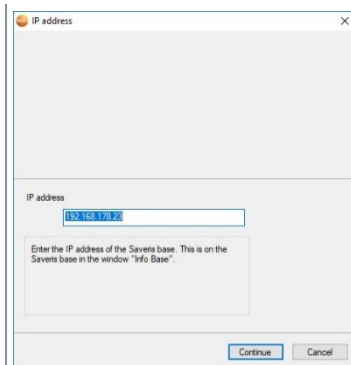 IP address
IP address
192.168.178.23
Enter the IP address of the Saveris base. This is on the
Saveris base in the window "Info Base".
Continue Cancel